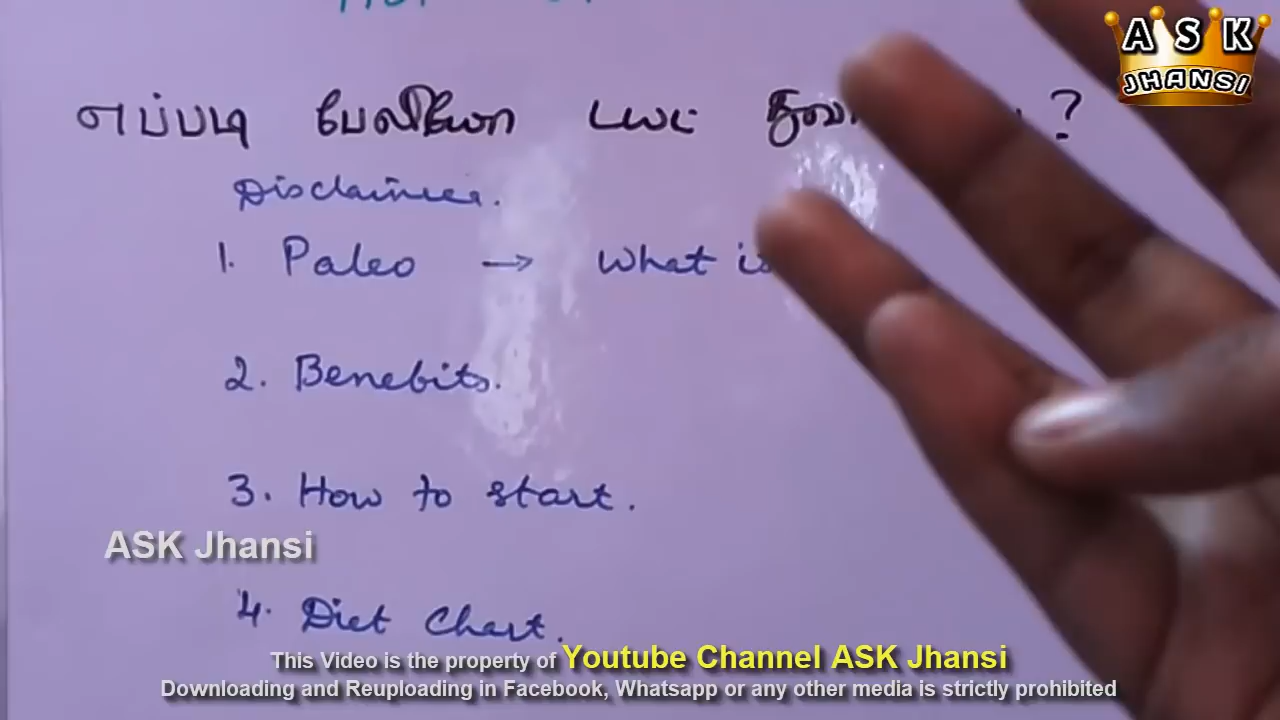 A S K
JHANSI
எப்படி பேலியோ டயட் ?
Disclaimer.
1. Paleo → What is
2. Benebits.
3. How to start.
ASK Jhansi
4. Diet Chart.
This Video is the property of Youtube Channel ASK Jhansi
Downloading and Reuploading in Facebook, Whatsapp or any other media is strictly prohibited